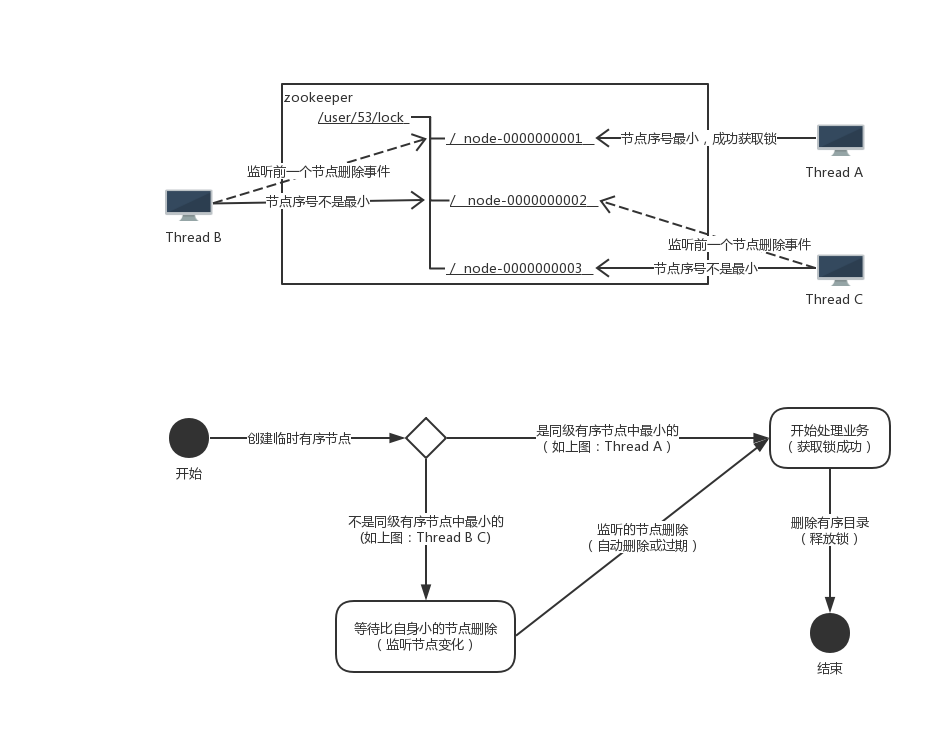 zookeeper
/user/53/lock
/ node-0000000001
节点序号最小，成功获取锁
Thread A
监听前一个节点删除事件
节点序号不是最小
Thread B
/ node-0000000002
监听前一个节点删除事件
/ node-0000000003
节点序号不是最小
Thread C
开始
创建临时有序节点
是同级有序节点中最小的
（如上图：Thread A）
开始处理业务
（获取锁成功）
不是同级有序节点中最小的
(如上图：Thread B C)
监听的节点删除
（自动删除或过期）
删除有序目录
（释放锁）
等待比自身小的节点删除
（监听节点变化）
结束